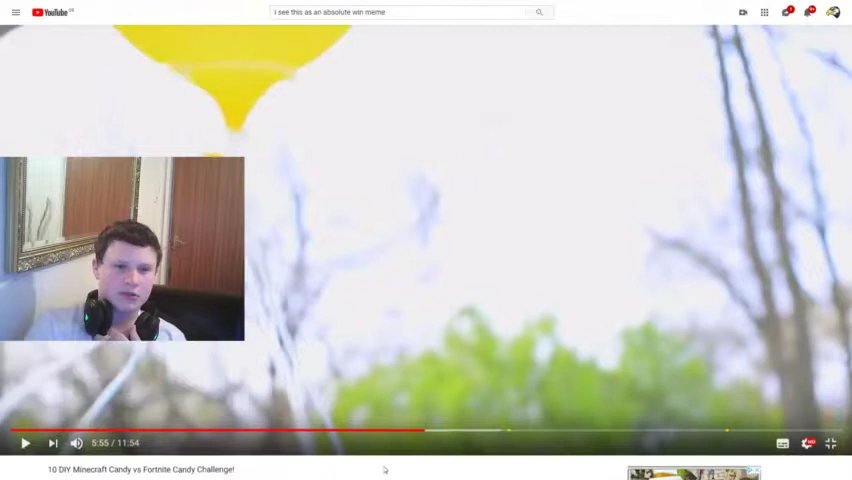 YouTube GB
i see this as an absolute win meme
5:55 / 11:54
10 DIY Minecraft Candy vs Fortnite Candy Challenge!